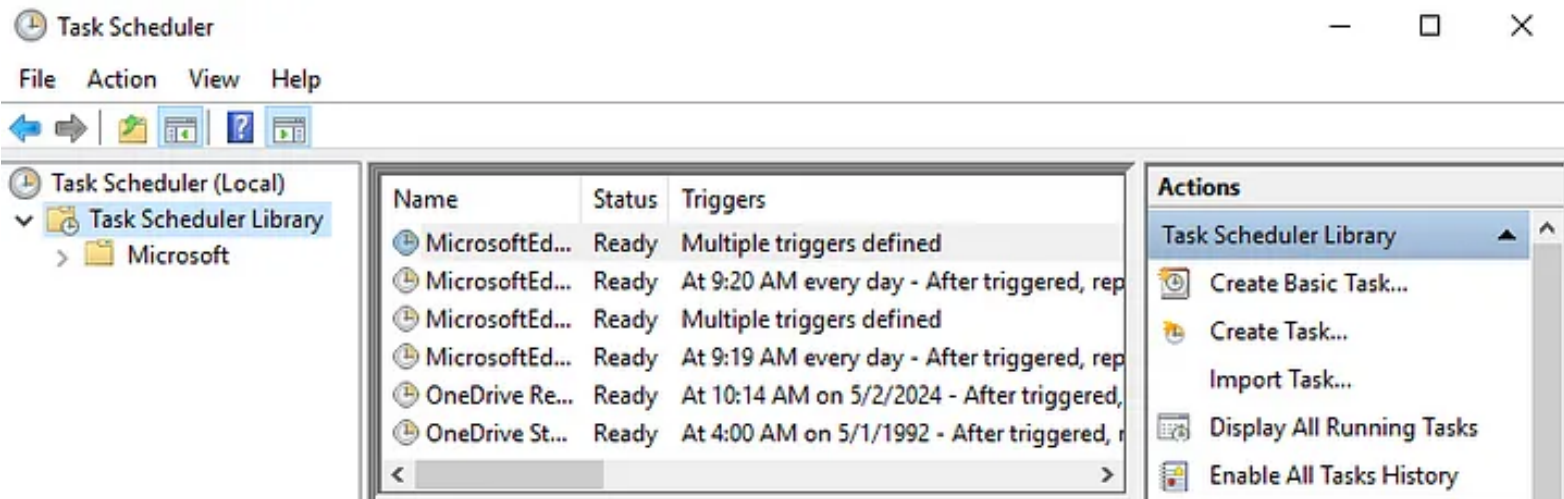 Task Scheduler
File Action View Help
Task Scheduler (Local)
Task Scheduler Library
Microsoft
Name Status Triggers
MicrosoftEd... Ready Multiple triggers defined
MicrosoftEd... Ready At 9:20 AM every day - After triggered, rep
MicrosoftEd... Ready Multiple triggers defined
MicrosoftEd... Ready At 9:19 AM every day - After triggered, rep
OneDrive Re... Ready At 10:14 AM on 5/2/2024 - After triggered,
OneDrive St... Ready At 4:00 AM on 5/1/1992 - After triggered, r
Actions
Task Scheduler Library
Create Basic Task...
Create Task...
Import Task...
Display All Running Tasks
Enable All Tasks History